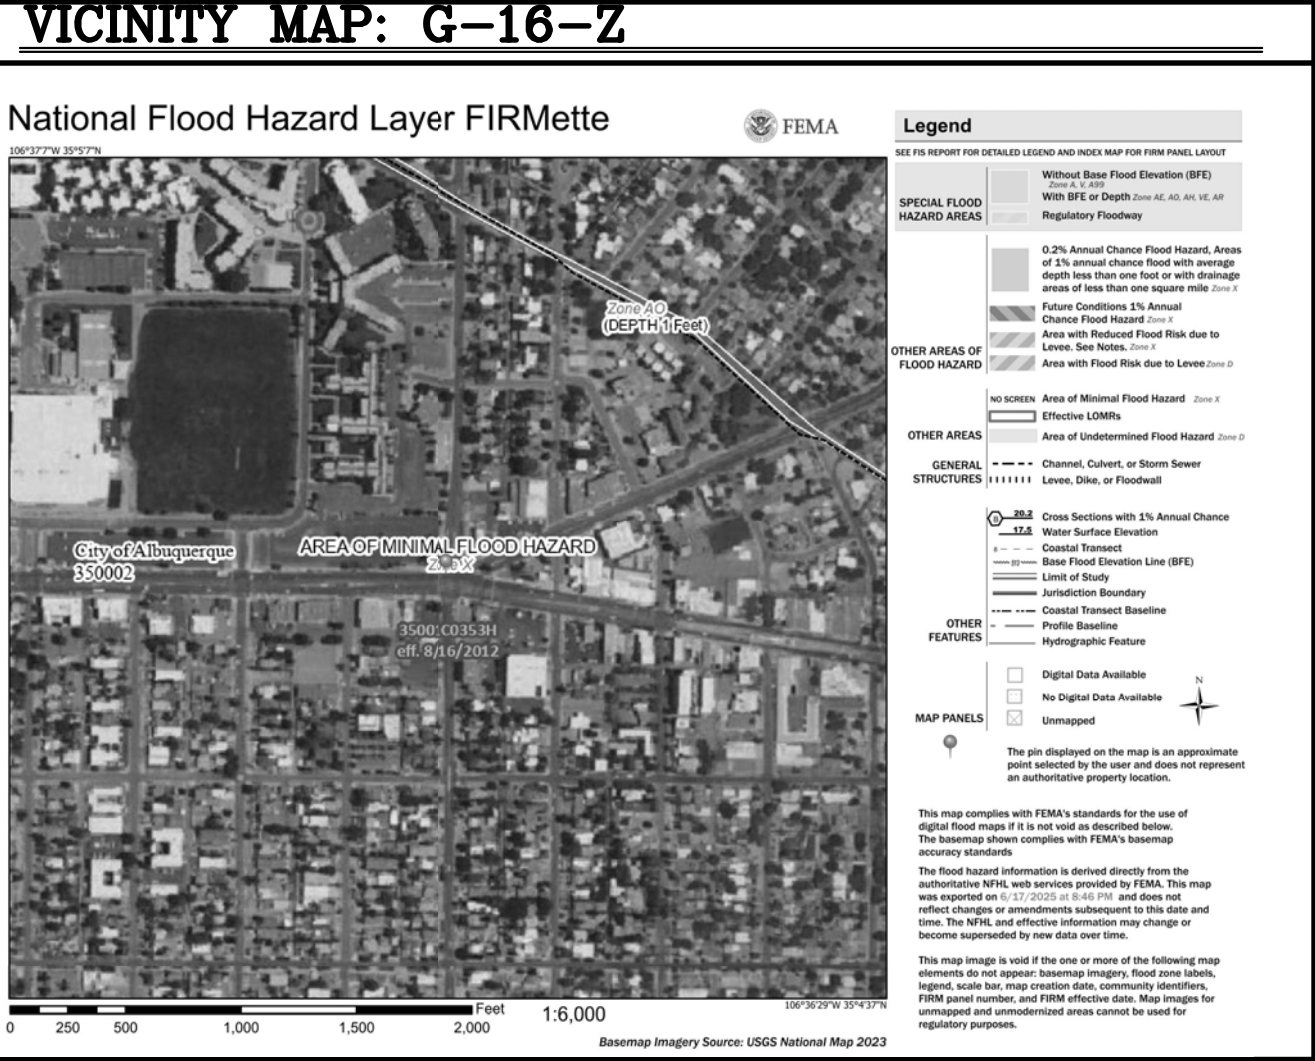 VICINITY MAP: G-16-Z
National Flood Hazard Layer FIRMette
FEMA
106°37'7"W 35°5'7"N
Zone AO
(DEPTH 1 Feet)
City of Albuquerque
350002
AREA OF MINIMAL FLOOD HAZARD
Zone X
35001C0353H
eff. 8/16/2012
106°36'29"W 35°4'37"N
Feet
1:6,000
0 250 500 1,000 1,500 2,000
Basemap Imagery Source: USGS National Map 2023
Legend
SEE FIS REPORT FOR DETAILED LEGEND AND INDEX MAP FOR FIRM PANEL LAYOUT
SPECIAL FLOOD
HAZARD AREAS
Without Base Flood Elevation (BFE)
Zone A, V, A99
With BFE or Depth Zone AE, AO, AH, VE, AR
Regulatory Floodway
0.2% Annual Chance Flood Hazard, Areas
of 1% annual chance flood with average
depth less than one foot or with drainage
areas of less than one square mile Zone X
Future Conditions 1% Annual
Chance Flood Hazard Zone X
Area with Reduced Flood Risk due to
Levee. See Notes. Zone X
Area with Flood Risk due to Levee Zone D
OTHER AREAS OF
FLOOD HAZARD
NO SCREEN Area of Minimal Flood Hazard Zone X
Effective LOMRs
OTHER AREAS
Area of Undetermined Flood Hazard Zone D
GENERAL
STRUCTURES
Channel, Culvert, or Storm Sewer
Levee, Dike, or Floodwall
B 20.2 Cross Sections with 1% Annual Chance
17.5 Water Surface Elevation
8 Coastal Transect
513 Base Flood Elevation Line (BFE)
Limit of Study
Jurisdiction Boundary
Coastal Transect Baseline
OTHER
FEATURES
Profile Baseline
Hydrographic Feature
Digital Data Available
No Digital Data Available
N
MAP PANELS
Unmapped
The pin displayed on the map is an approximate
point selected by the user and does not represent
an authoritative property location.
This map complies with FEMA's standards for the use of
digital flood maps if it is not void as described below.
The basemap shown complies with FEMA's basemap
accuracy standards
The flood hazard information is derived directly from the
authoritative NFHL web services provided by FEMA. This map
was exported on 6/17/2025 at 8:46 PM and does not
reflect changes or amendments subsequent to this date and
time. The NFHL and effective information may change or
become superseded by new data over time.
This map image is void if the one or more of the following map
elements do not appear: basemap imagery, flood zone labels,
legend, scale bar, map creation date, community identifiers,
FIRM panel number, and FIRM effective date. Map images for
unmapped and unmodernized areas cannot be used for
regulatory purposes.